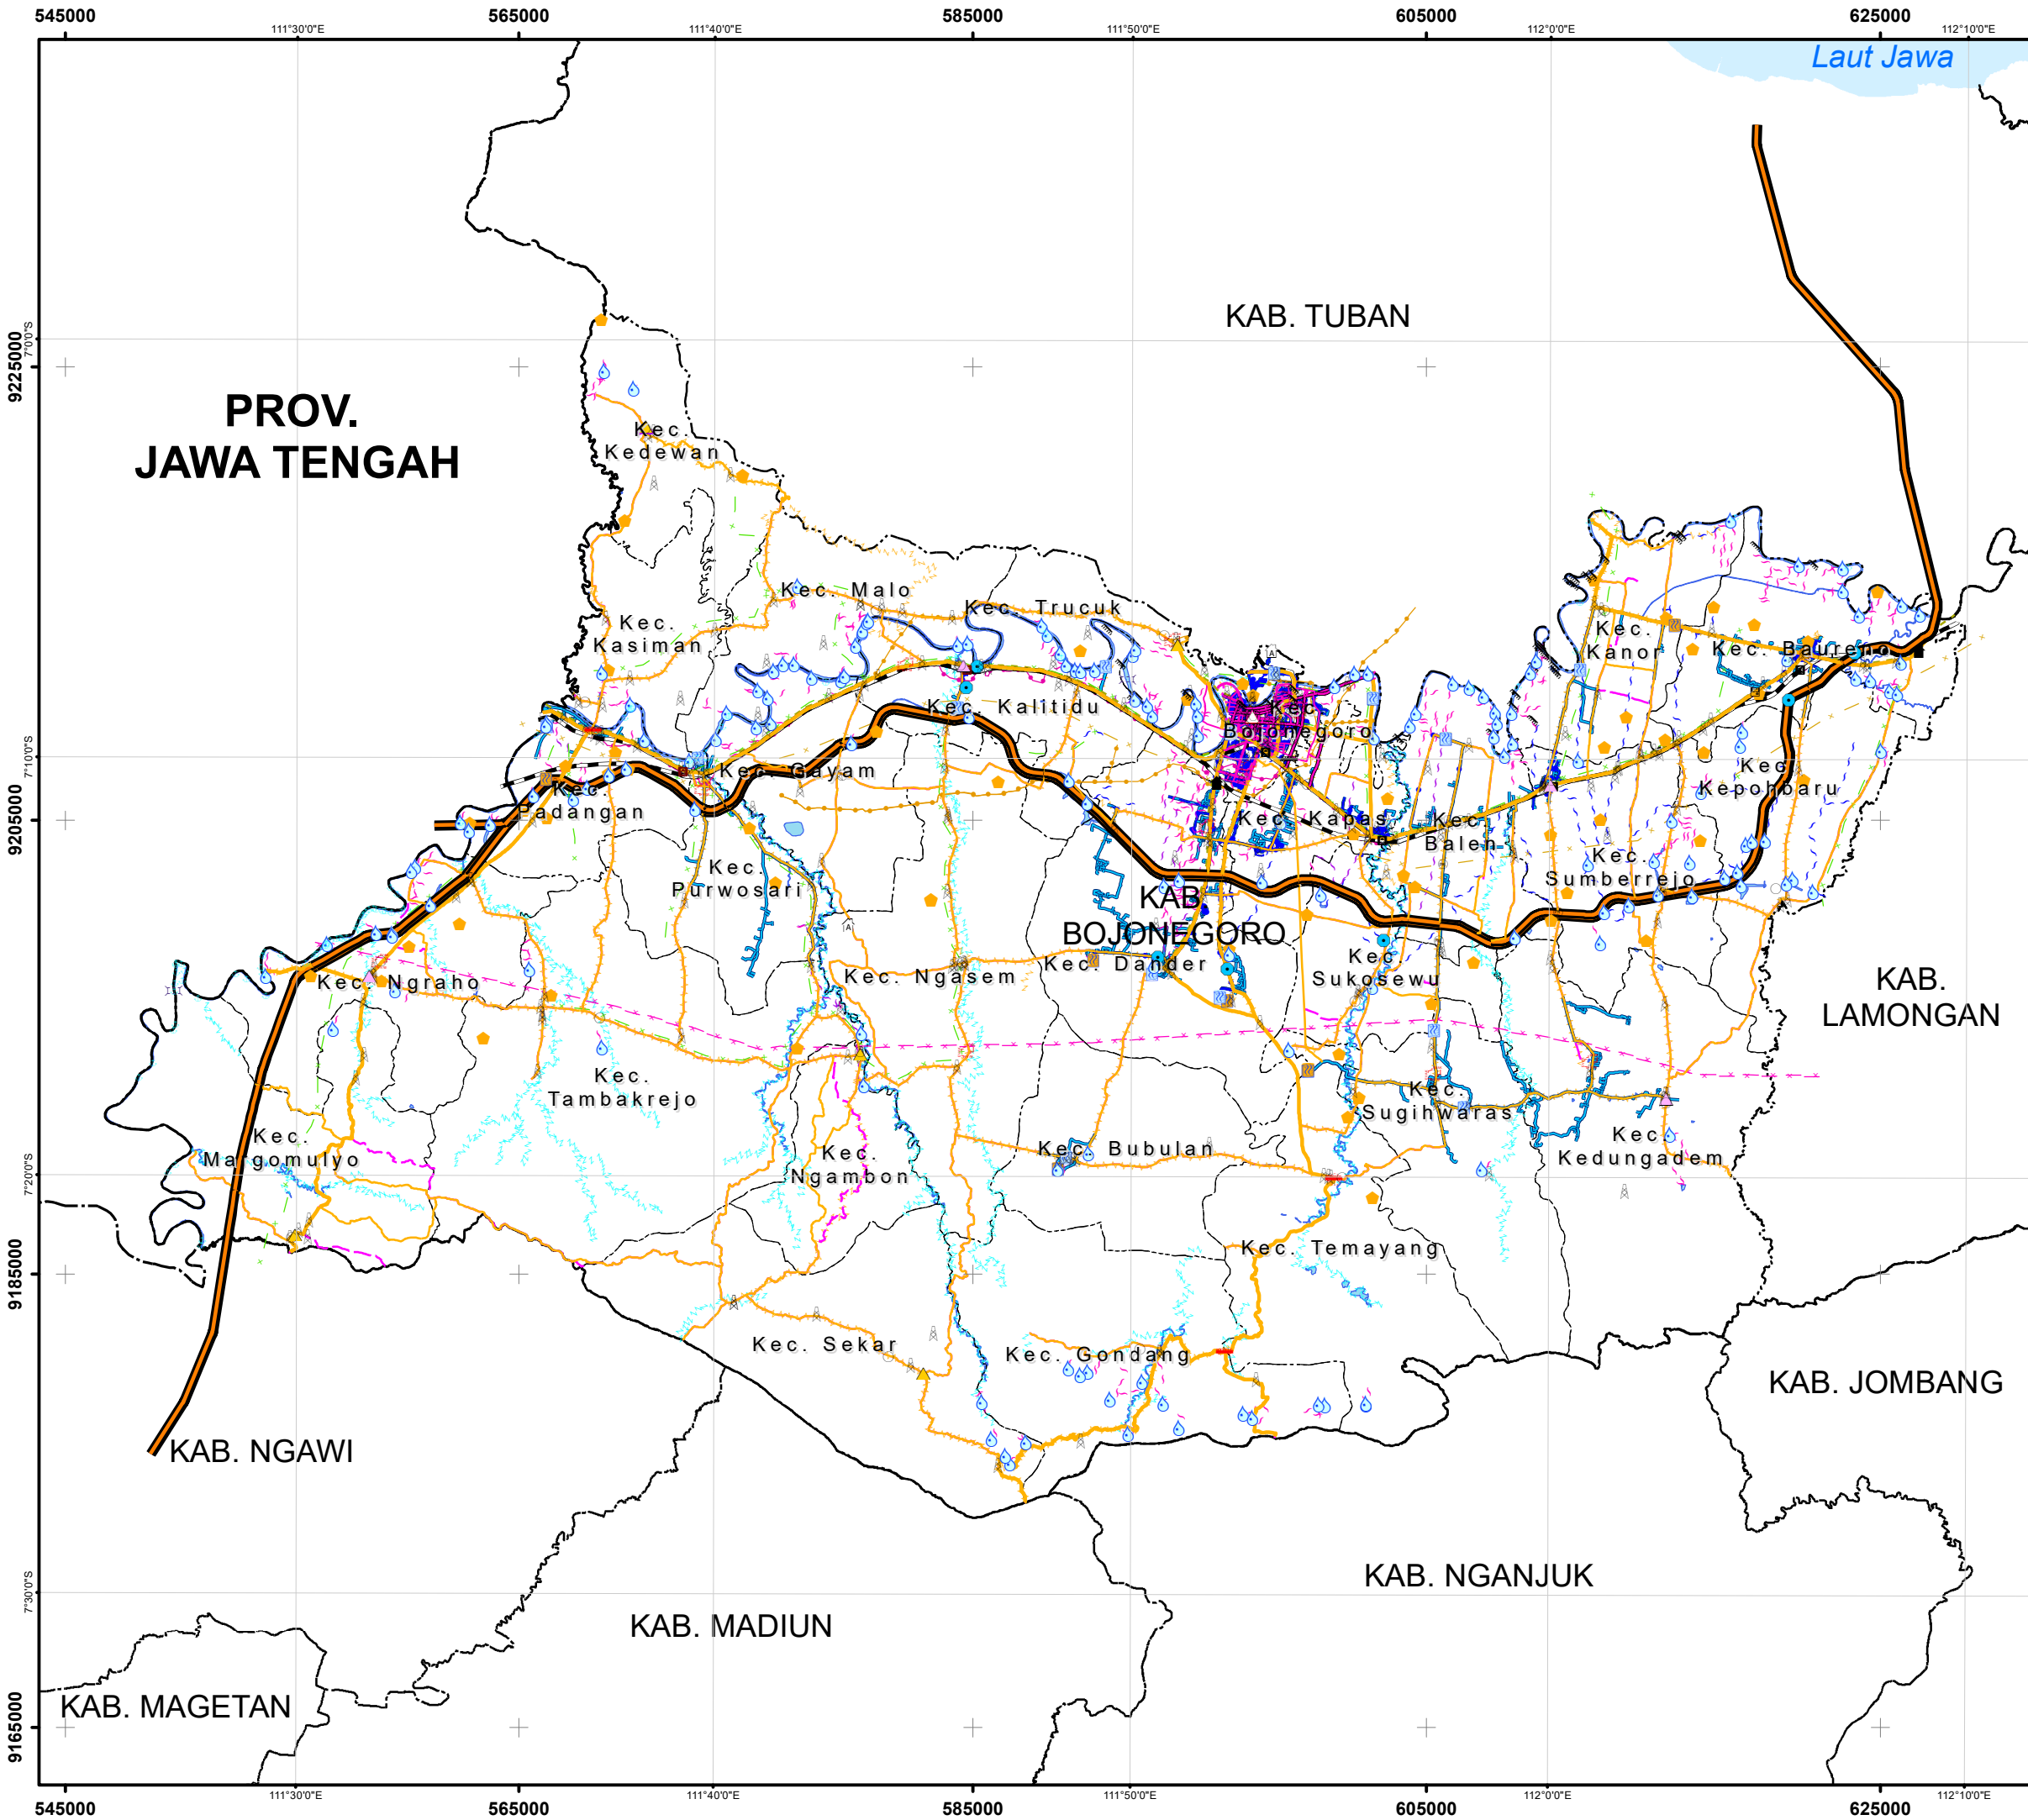 545000
565000
585000
605000
625000
111°30'0"E
111°40'0"E
111°50'0"E
112°0'0"E
112°10'0"E
Laut Jawa
KAB. TUBAN
7°0'0"S
9225000
PROV.
JAWA TENGAH
Kec.
Kedewan
Kec. Malo
Kec. Trucuk
Kec.
Kasiman
Kec.
Kanor
Kec. Baureno
Kec. Kalitidu
Kec.
Bojonegoro
7°10'0"S
Kec. Gayam
Kec.
Kepohbaru
Kec.
Padangan
9205000
Kec. Kapas
Kec.
Balen
Kec.
Purwosari
Kec.
Sumberrejo
KAB.
BOJONEGORO
Kec. Dander
Kec.
Sukosewu
Kec. Ngasem
Kec. Ngraho
KAB.
LAMONGAN
Kec.
Tambakrejo
Kec.
Sugihwaras
Kec.
Margomulyo
Kec.
Ngambon
Kec. Bubulan
Kec.
Kedungadem
7°20'0"S
Kec. Temayang
9185000
Kec. Sekar
Kec. Gondang
KAB. JOMBANG
KAB. NGAWI
KAB. NGANJUK
7°30'0"S
KAB. MADIUN
KAB. MAGETAN
9165000
111°30'0"E
111°40'0"E
111°50'0"E
112°0'0"E
112°10'0"E
545000
565000
585000
605000
625000